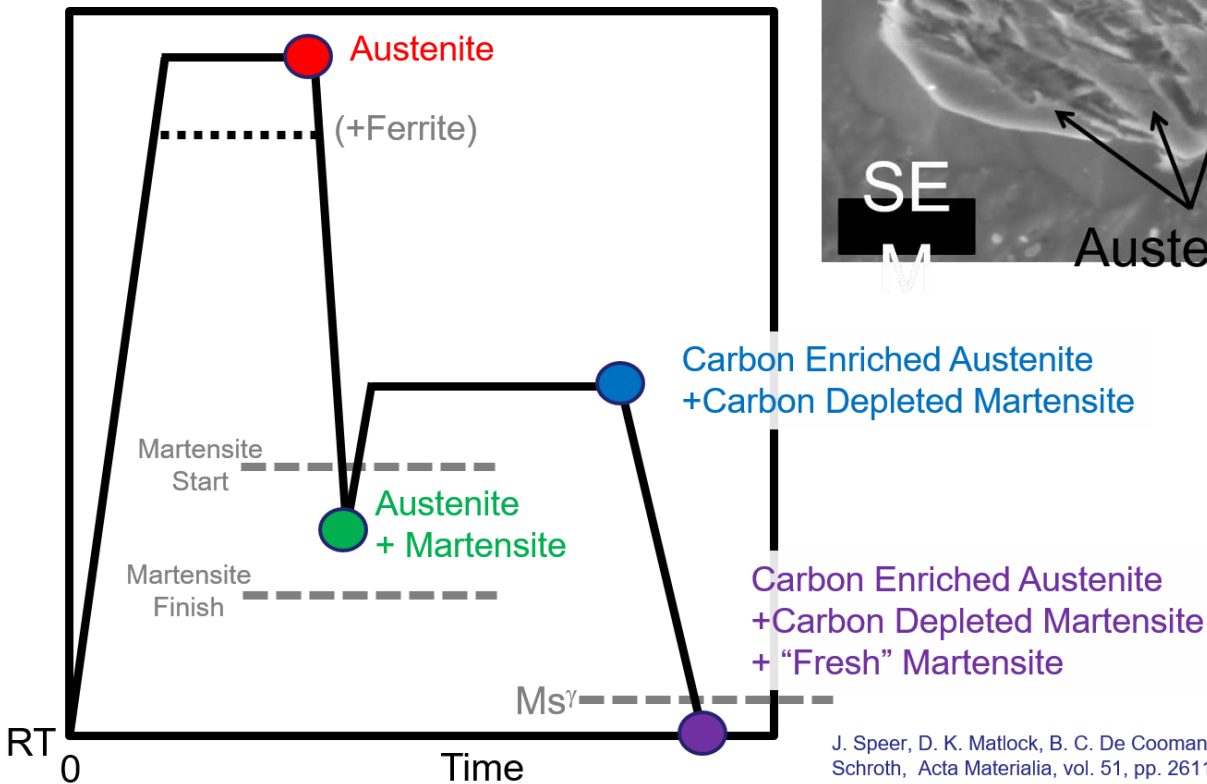 Austenite
(+Ferrite)
SE
M
Carbon Enriched Austenite
+Carbon Depleted Martensite
Martensite
Start
Austenite
+ Martensite
Martensite
Finish
Carbon Enriched Austenite
+Carbon Depleted Martensite
+ “Fresh” Martensite
Msγ
RT
0
Time
J. Speer, D. K. Matlock, B. C. De Cooman
Schroth, Acta Materialia, vol. 51, pp. 2611